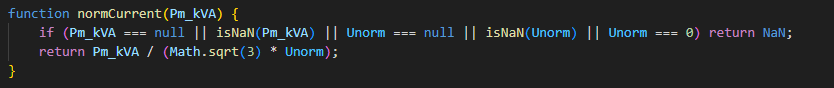 function normCurrent(Pm_kVA) {
    if (Pm_kVA === null || isNaN(Pm_kVA) || Unorm === null || isNaN(Unorm) || Unorm === 0) return NaN;
    return Pm_kVA / (Math.sqrt(3) * Unorm);
}